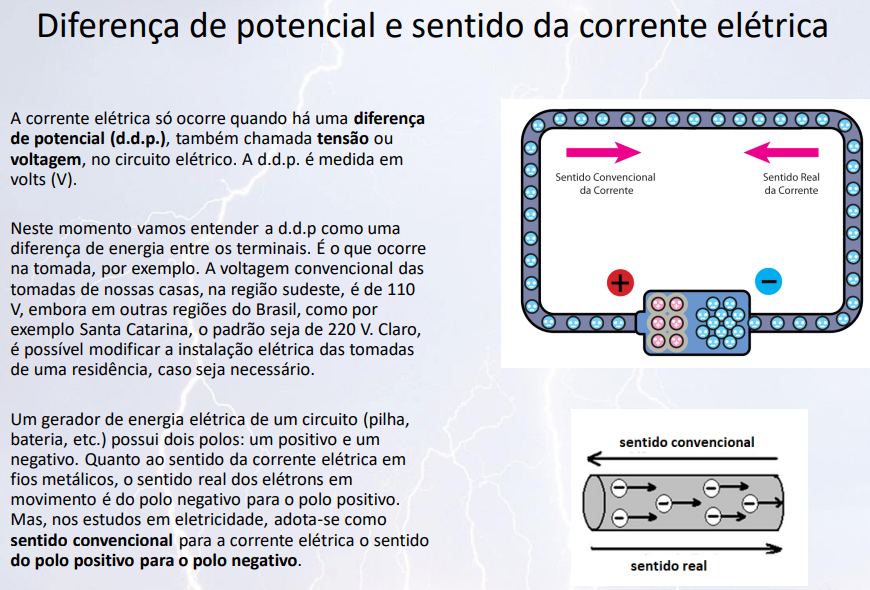 Diferença de potencial e sentido da corrente elétrica
A corrente elétrica só ocorre quando há uma diferença
de potencial (d.d.p.), também chamada tensão ou
voltagem, no circuito elétrico. A d.d.p. é medida em
volts (V).
Neste momento vamos entender a d.d.p como uma
diferença de energia entre os terminais. É o que ocorre
na tomada, por exemplo. A voltagem convencional das
tomadas de nossas casas, na região sudeste, é de 110
V, embora em outras regiões do Brasil, como por
exemplo Santa Catarina, o padrão seja de 220 V. Claro,
é possível modificar a instalação elétrica das tomadas
de uma residência, caso seja necessário.
Um gerador de energia elétrica de um circuito (pilha,
bateria, etc.) possui dois polos: um positivo e um
negativo. Quanto ao sentido da corrente elétrica em
fios metálicos, o sentido real dos elétrons em
movimento é do polo negativo para o polo positivo.
Mas, nos estudos em eletricidade, adota-se como
sentido convencional para a corrente elétrica o sentido
do polo positivo para o polo negativo.
Sentido Convencional
da Corrente
Sentido Real
da Corrente
+
−
sentido convencional
sentido real